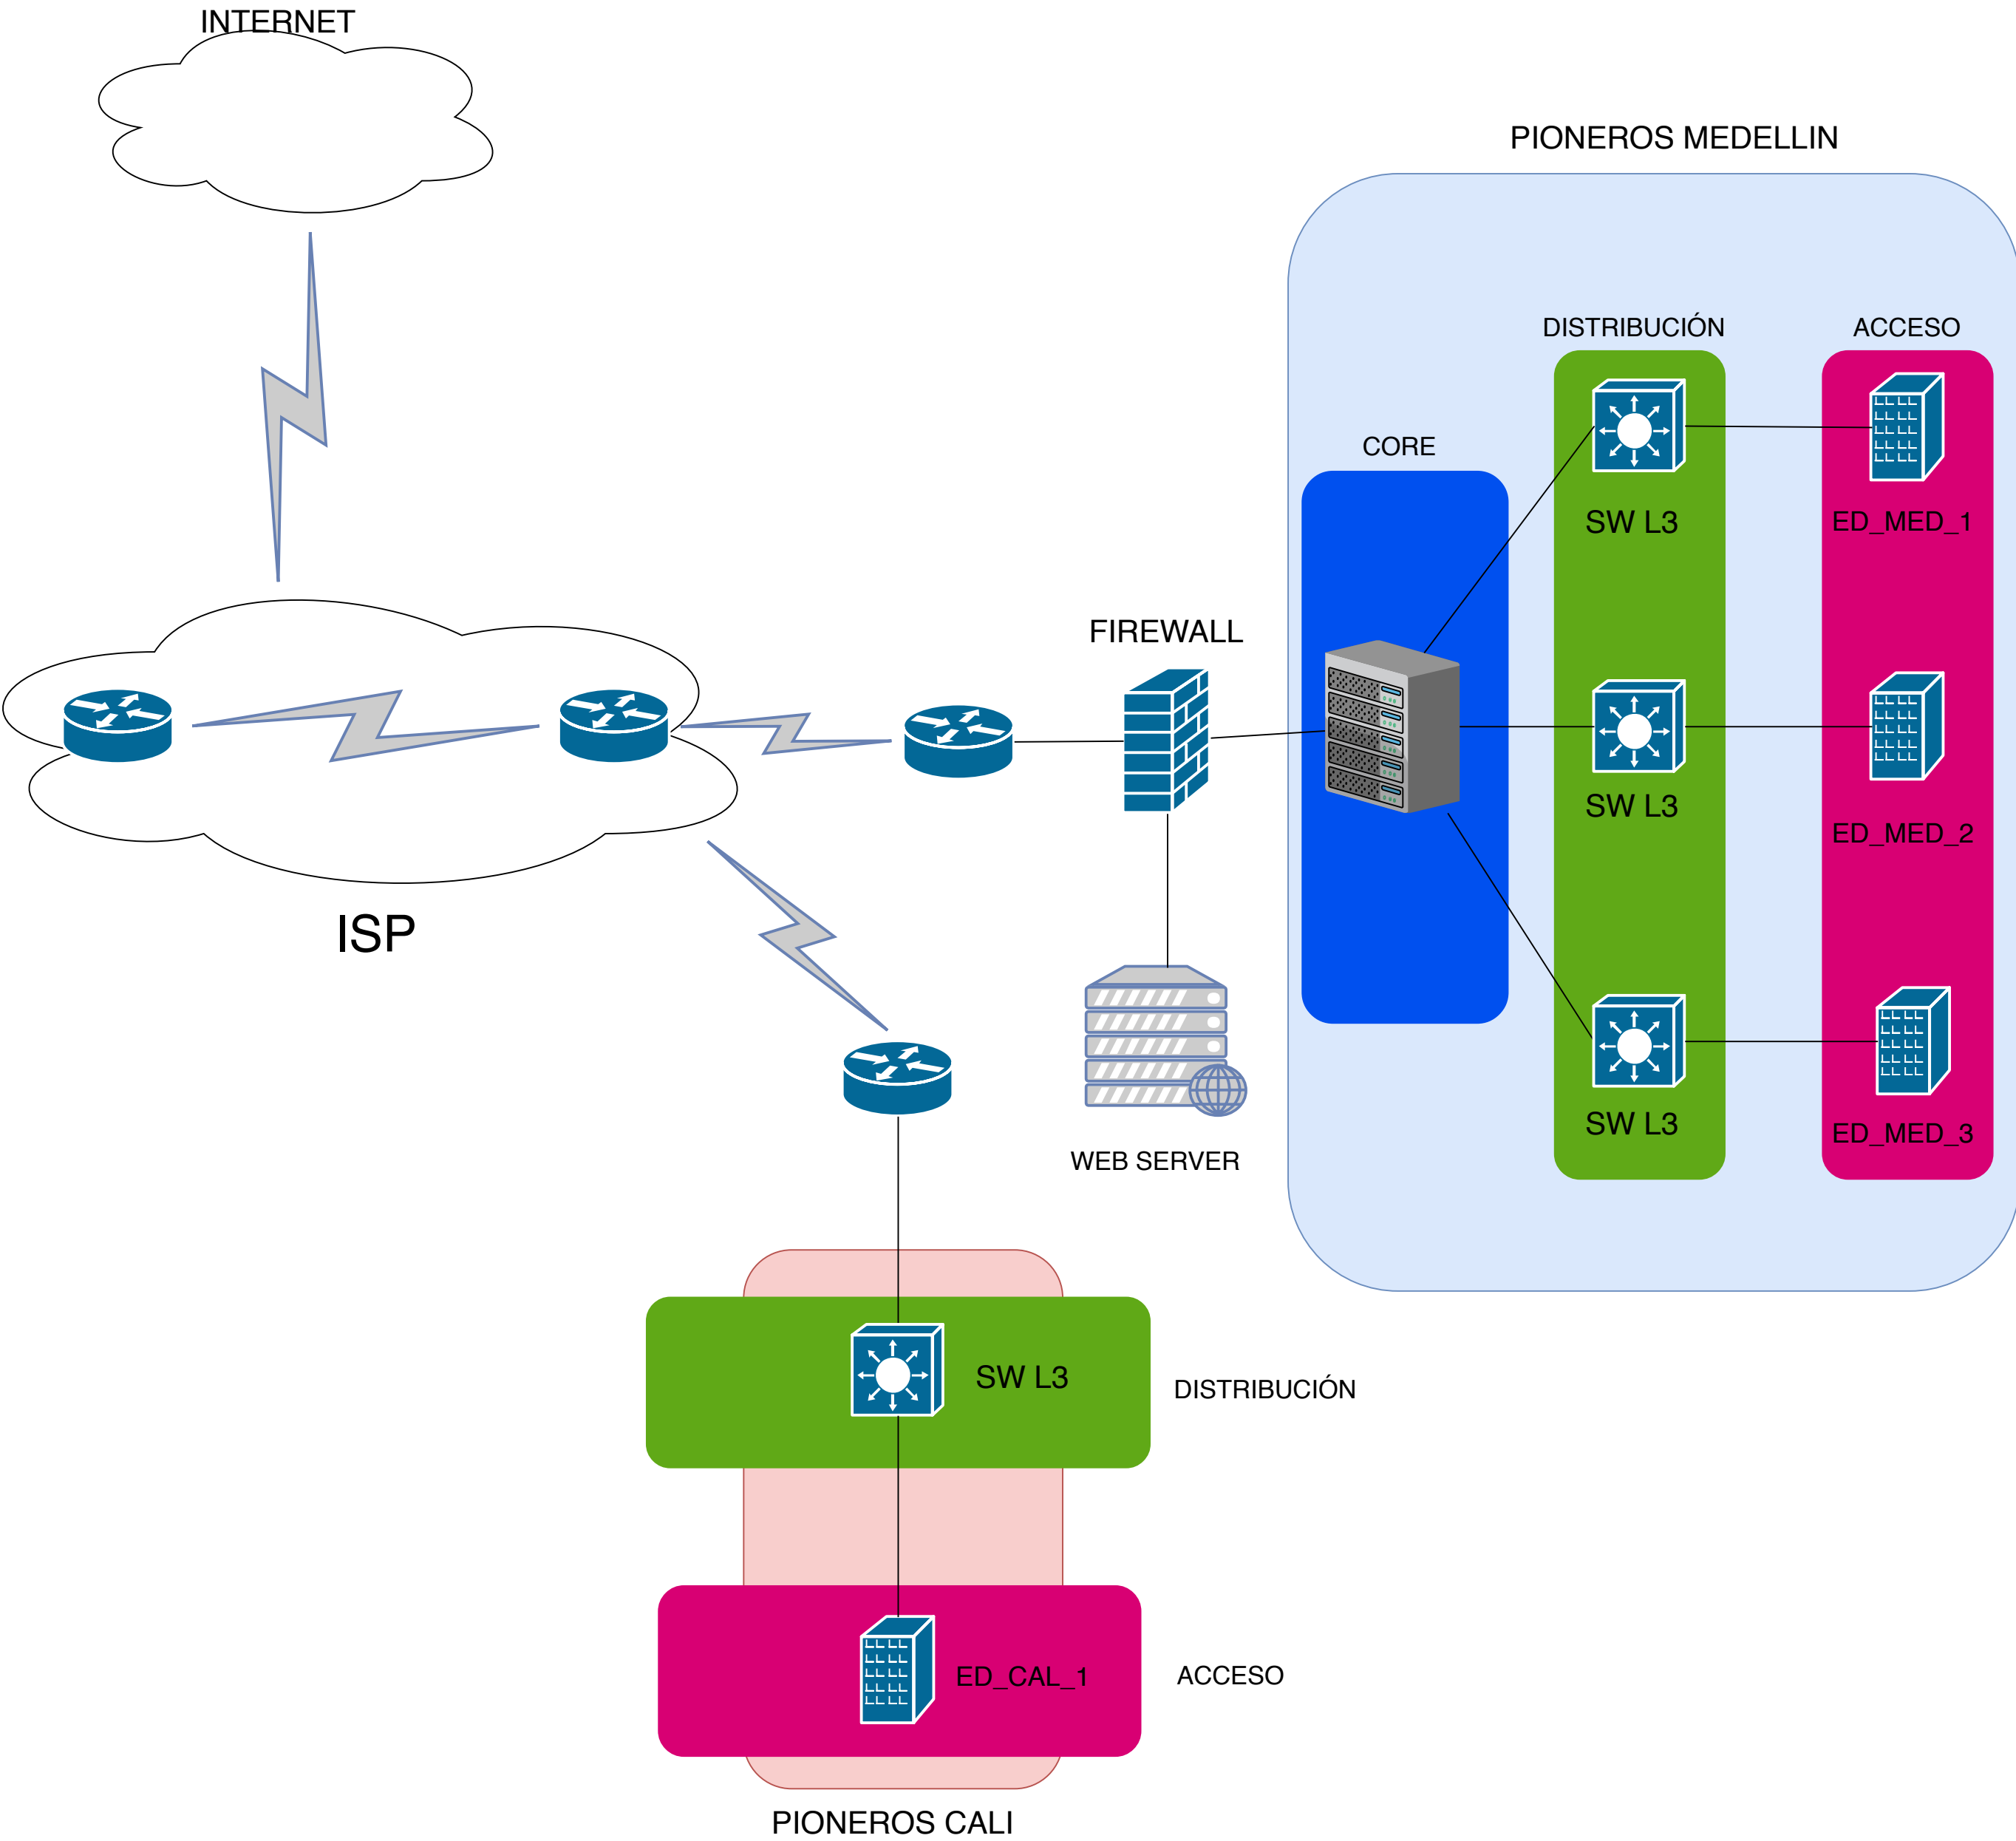 INTERNET
PIONEROS MEDELLIN
DISTRIBUCIÓN
ACCESO
CORE
SW L3
ED_MED_1
FIREWALL
SW L3
ED_MED_2
ISP
SW L3
ED_MED_3
WEB SERVER
SW L3
DISTRIBUCIÓN
ED_CAL_1
ACCESO
PIONEROS CALI